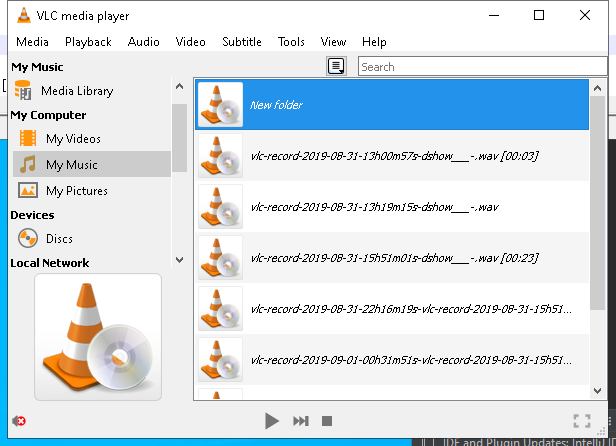 VLC media player
Media Playback Audio Video Subtitle Tools View Help
My Music
Search
Media Library
My Computer
My Videos
My Music
My Pictures
Devices
Discs
Local Network
New folder
vlc-record-2019-08-31-13h00m57s-dshow___-.wav [00:03]
vlc-record-2019-08-31-13h19m15s-dshow___-.wav
vlc-record-2019-08-31-15h51m01s-dshow___-.wav [00:23]
vlc-record-2019-08-31-22h16m19s-vlc-record-2019-08-31-15h51...
vlc-record-2019-09-01-00h31m51s-vlc-record-2019-08-31-15h51...
IDE and Plugin Updates: IntelliJ